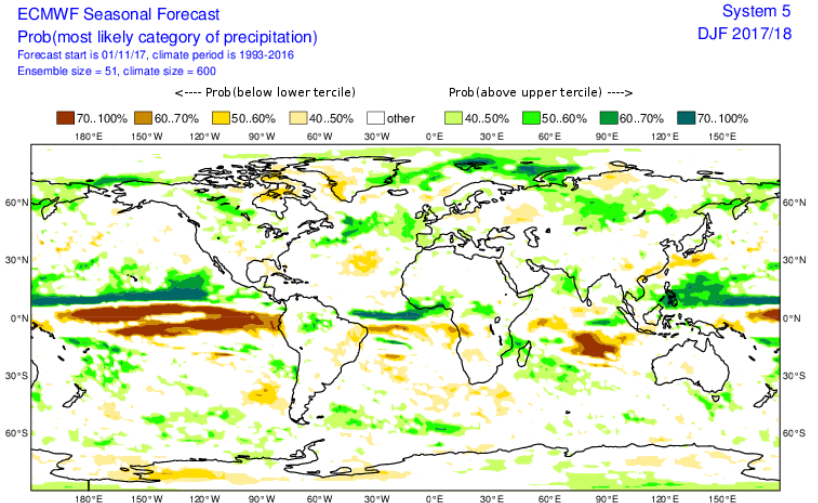 ECMWF Seasonal Forecast
System 5
Prob(most likely category of precipitation)
DJF 2017/18
Forecast start is 01/11/17, climate period is 1993-2016
Ensemble size = 51, climate size = 600
<---- Prob(below lower tercile) Prob(above upper tercile) ---->
70..100% 60..70% 50..60% 40..50% other 40..50% 50..60% 60..70% 70..100%
180°E 150°W 120°W 90°W 60°W 30°W 0°E 30°E 60°E 90°E 120°E 150°E
60°N 60°N
30°N 30°N
0°N 0°N
30°S 30°S
60°S 60°S
180°E 150°W 120°W 90°W 60°W 30°W 0°E 30°E 60°E 90°E 120°E 150°E